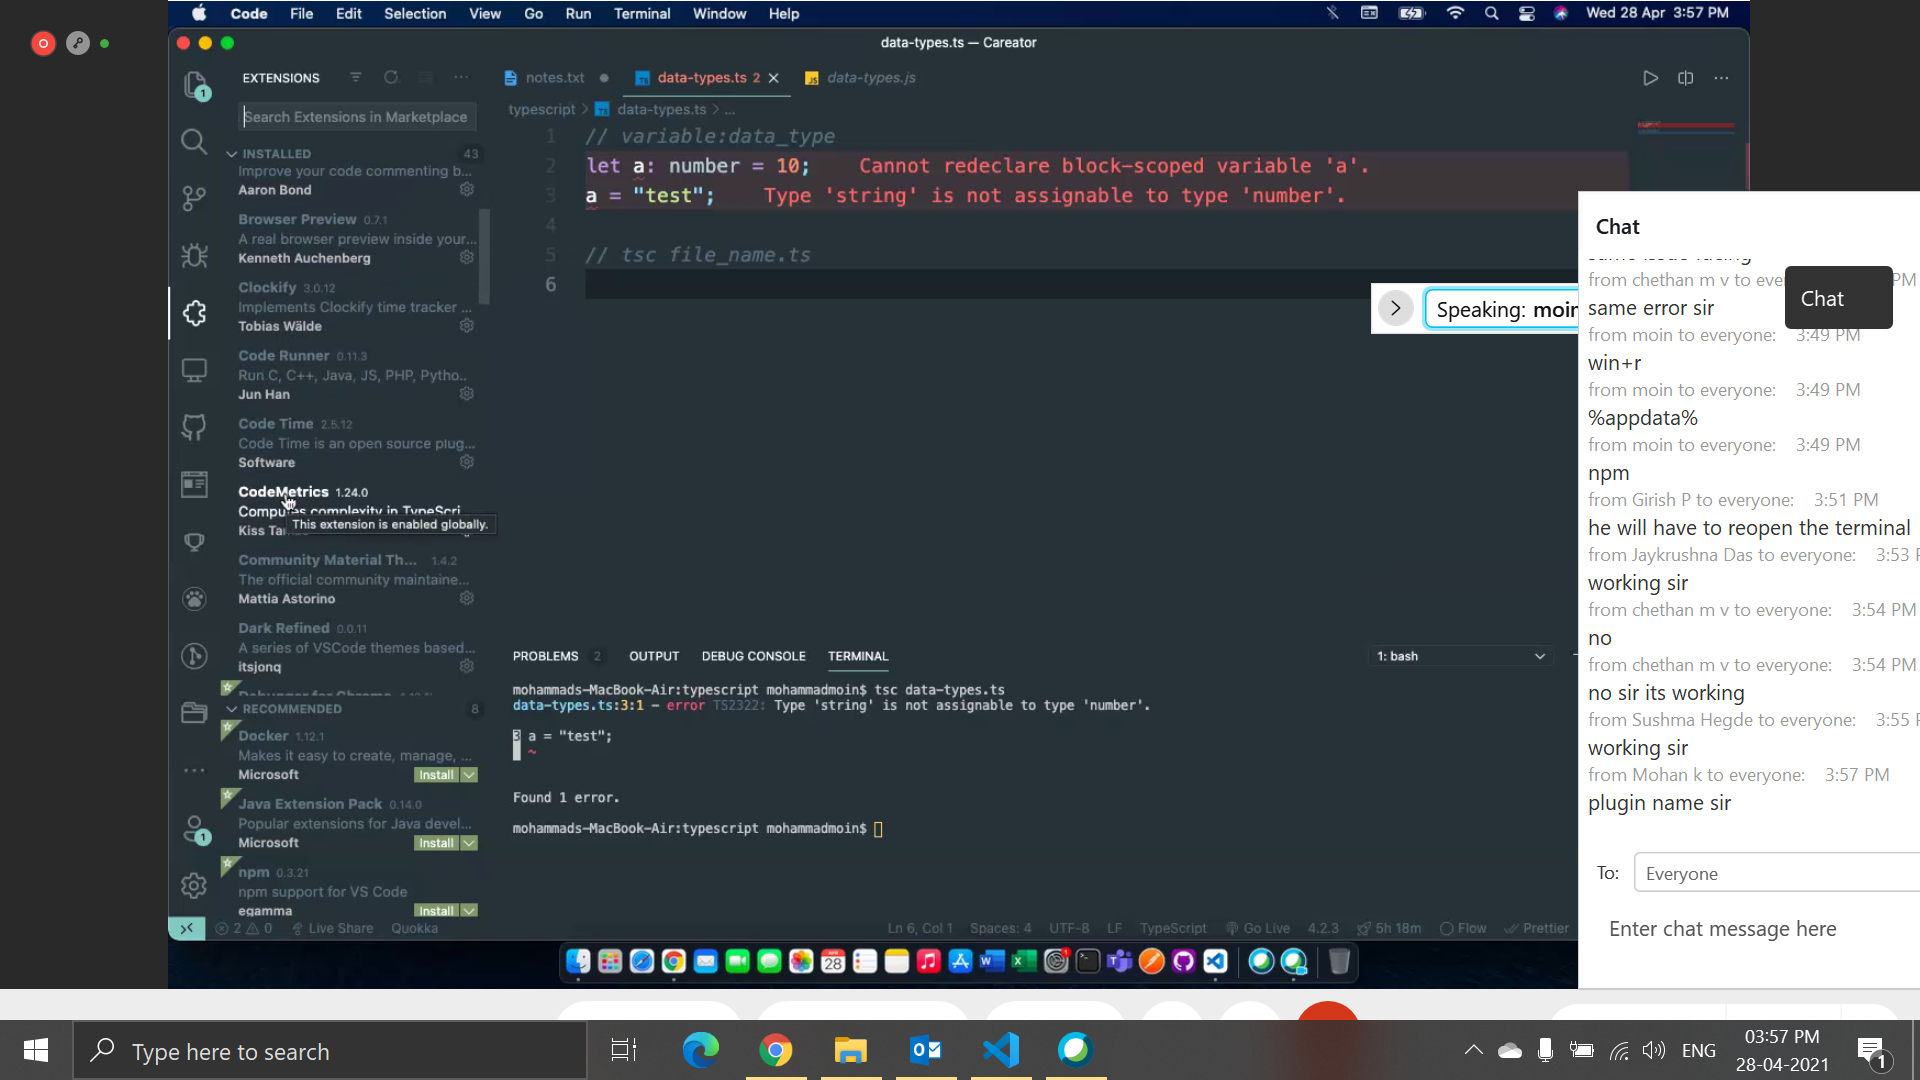 Code File Edit Selection View Go Run Terminal Window Help
Wed 28 Apr 3:57 PM
data-types.ts — Careator
EXTENSIONS
Search Extensions in Marketplace
INSTALLED 43
Improve your code commenting b...
Aaron Bond
Browser Preview 0.7.1
A real browser preview inside your...
Kenneth Auchenberg
Clockify 3.0.12
Implements Clockify time tracker ...
Tobias Wälde
Code Runner 0.11.3
Run C, C++, Java, JS, PHP, Pytho..
Jun Han
Code Time 2.5.12
Code Time is an open source plug...
Software
CodeMetrics 1.24.0
Computes complexity in TypeScri
This extension is enabled globally.
Kiss Ta
Community Material Th... 1.4.2
The official community maintaine...
Mattia Astorino
Dark Refined 0.0.11
A series of VSCode themes based...
itsjonq
Debugger for Chrome
RECOMMENDED 8
Docker 1.12.1
Makes it easy to create, manage, ...
Microsoft Install
Java Extension Pack 0.14.0
Popular extensions for Java devel...
Microsoft Install
npm 0.3.21
npm support for VS Code
egamma Install
1
1
notes.txt
data-types.ts 2
data-types.js
typescript > data-types.ts > ...
1 // variable:data_type
2 let a: number = 10; Cannot redeclare block-scoped variable 'a'.
3 a = "test"; Type 'string' is not assignable to type 'number'.
4
5 // tsc file_name.ts
6
PROBLEMS 2 OUTPUT DEBUG CONSOLE TERMINAL
1: bash
mohammads-MacBook-Air:typescript mohammadmoin$ tsc data-types.ts
data-types.ts:3:1 - error TS2322: Type 'string' is not assignable to type 'number'.
3 a = "test";
~
Found 1 error.
mohammads-MacBook-Air:typescript mohammadmoin$
2 0 Live Share Quokka
Ln 6, Col 1 Spaces: 4 UTF-8 LF TypeScript Go Live 4.2.3 5h 18m Flow Prettier
APR
28
Speaking: moin
Chat
Chat
same issue facing
from chethan m v to eve PM
same error sir
from moin to everyone: 3:49 PM
win+r
from moin to everyone: 3:49 PM
%appdata%
from moin to everyone: 3:49 PM
npm
from Girish P to everyone: 3:51 PM
he will have to reopen the terminal
from Jaykrushna Das to everyone: 3:53 P
working sir
from chethan m v to everyone: 3:54 PM
no
from chethan m v to everyone: 3:54 PM
no sir its working
from Sushma Hegde to everyone: 3:55 P
working sir
from Mohan k to everyone: 3:57 PM
plugin name sir
To: Everyone
Enter chat message here
Type here to search
ENG
03:57 PM
28-04-2021
1